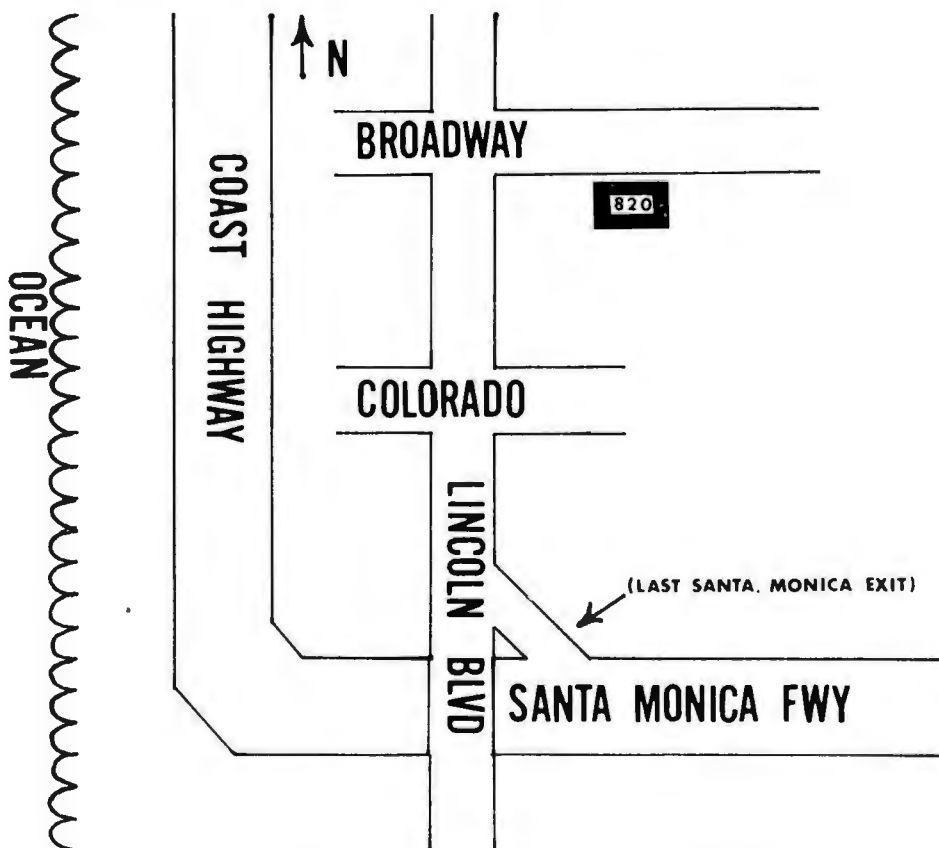 N
BROADWAY
820
COAST HIGHWAY
OCEAN
COLORADO
LINCOLN BLVD
(LAST SANTA. MONICA EXIT)
SANTA MONICA FWY